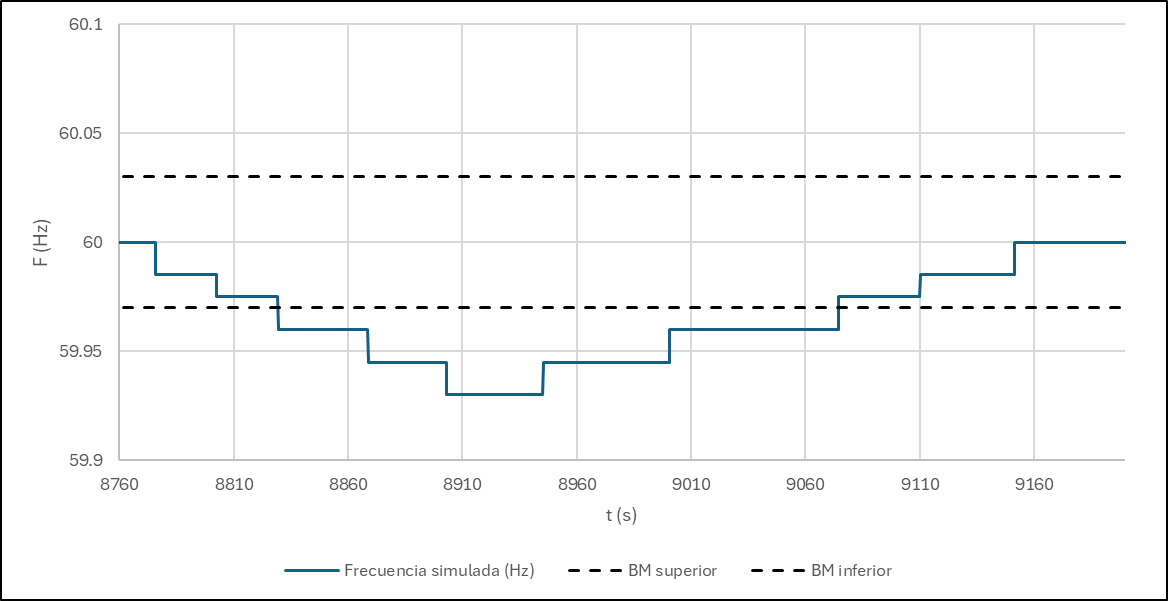 60.1
60.05
60
59.95
59.9
F (Hz)
8760 8810 8860 8910 8960 9010 9060 9110 9160
t (s)
Frecuencia simulada (Hz) BM superior BM inferior